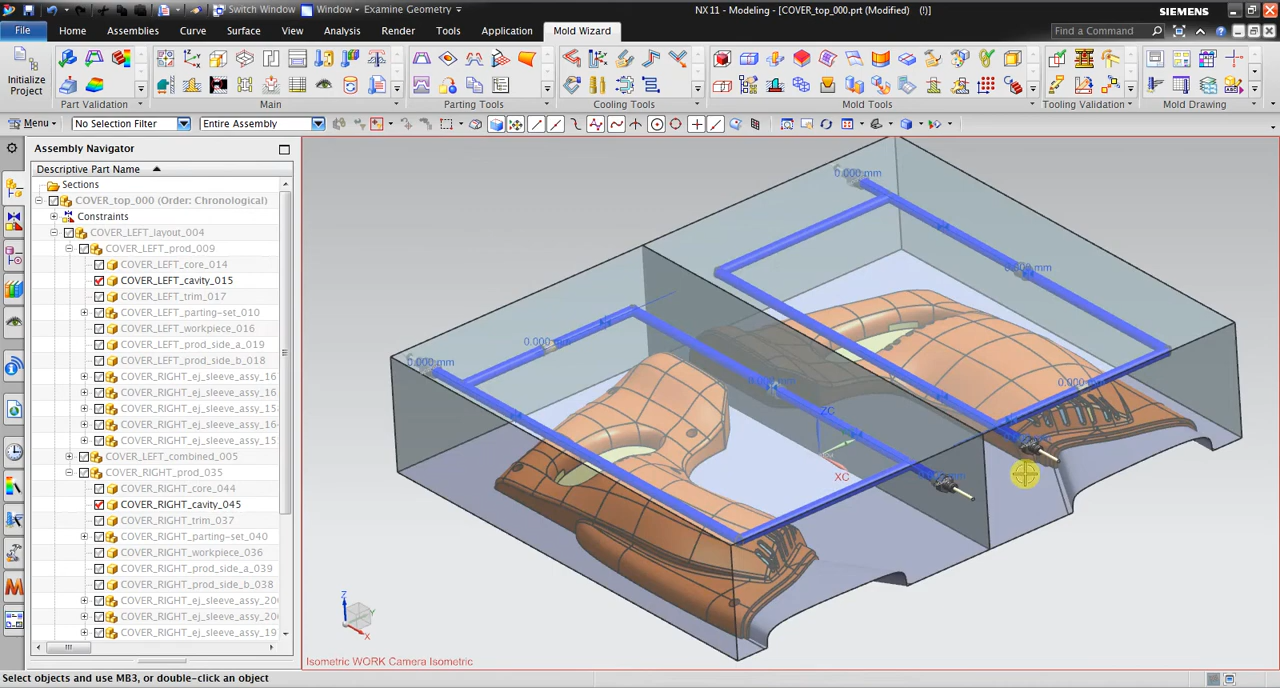 Switch Window
Window
Examine Geometry
NX 11 - Modeling - [COVER_top_000.prt (Modified) (!)]
SIEMENS
File
Home
Assemblies
Curve
Surface
View
Analysis
Render
Tools
Application
Mold Wizard
Find a Command
Initialize
Project
Part Validation
Main
Parting Tools
Cooling Tools
Mold Tools
Tooling Validation
Mold Drawing
Menu
No Selection Filter
Entire Assembly
Assembly Navigator
Descriptive Part Name
Sections
COVER_top_000 (Order: Chronological)
Constraints
COVER_LEFT_layout_004
COVER_LEFT_prod_009
COVER_LEFT_core_014
COVER_LEFT_cavity_015
COVER_LEFT_trim_017
COVER_LEFT_parting-set_010
COVER_LEFT_workpiece_016
COVER_LEFT_prod_side_a_019
COVER_LEFT_prod_side_b_018
COVER_RIGHT_ej_sleeve_assy_16
COVER_RIGHT_ej_sleeve_assy_16
COVER_RIGHT_ej_sleeve_assy_15
COVER_RIGHT_ej_sleeve_assy_16
COVER_RIGHT_ej_sleeve_assy_15
COVER_LEFT_combined_005
COVER_RIGHT_prod_035
COVER_RIGHT_core_044
COVER_RIGHT_cavity_045
COVER_RIGHT_trim_037
COVER_RIGHT_parting-set_040
COVER_RIGHT_workpiece_036
COVER_RIGHT_prod_side_a_039
COVER_RIGHT_prod_side_b_038
COVER_RIGHT_ej_sleeve_assy_20
COVER_RIGHT_ej_sleeve_assy_20
COVER_RIGHT_ej_sleeve_assy_19
0.000 mm
0.000 mm
0.000 mm
0.000 mm
0.000 mm
0.000 mm
ZC
XC
Z
Y
X
Isometric WORK Camera Isometric
Select objects and use MB3, or double-click an object